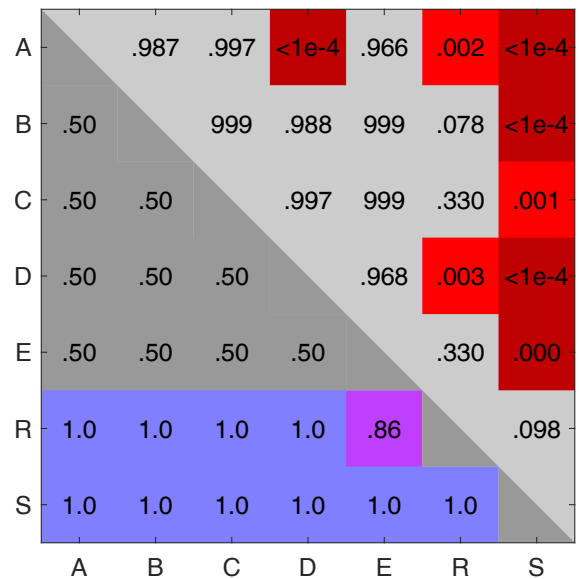 A .987 .997 <1e-4 .966 .002 <1e-4
B .50 999 .988 999 .078 <1e-4
C .50 .50 .997 999 .330 .001
D .50 .50 .50 .968 .003 <1e-4
E .50 .50 .50 .50 .330 .000
R 1.0 1.0 1.0 1.0 .86 .098
S 1.0 1.0 1.0 1.0 1.0 1.0
A B C D E R S